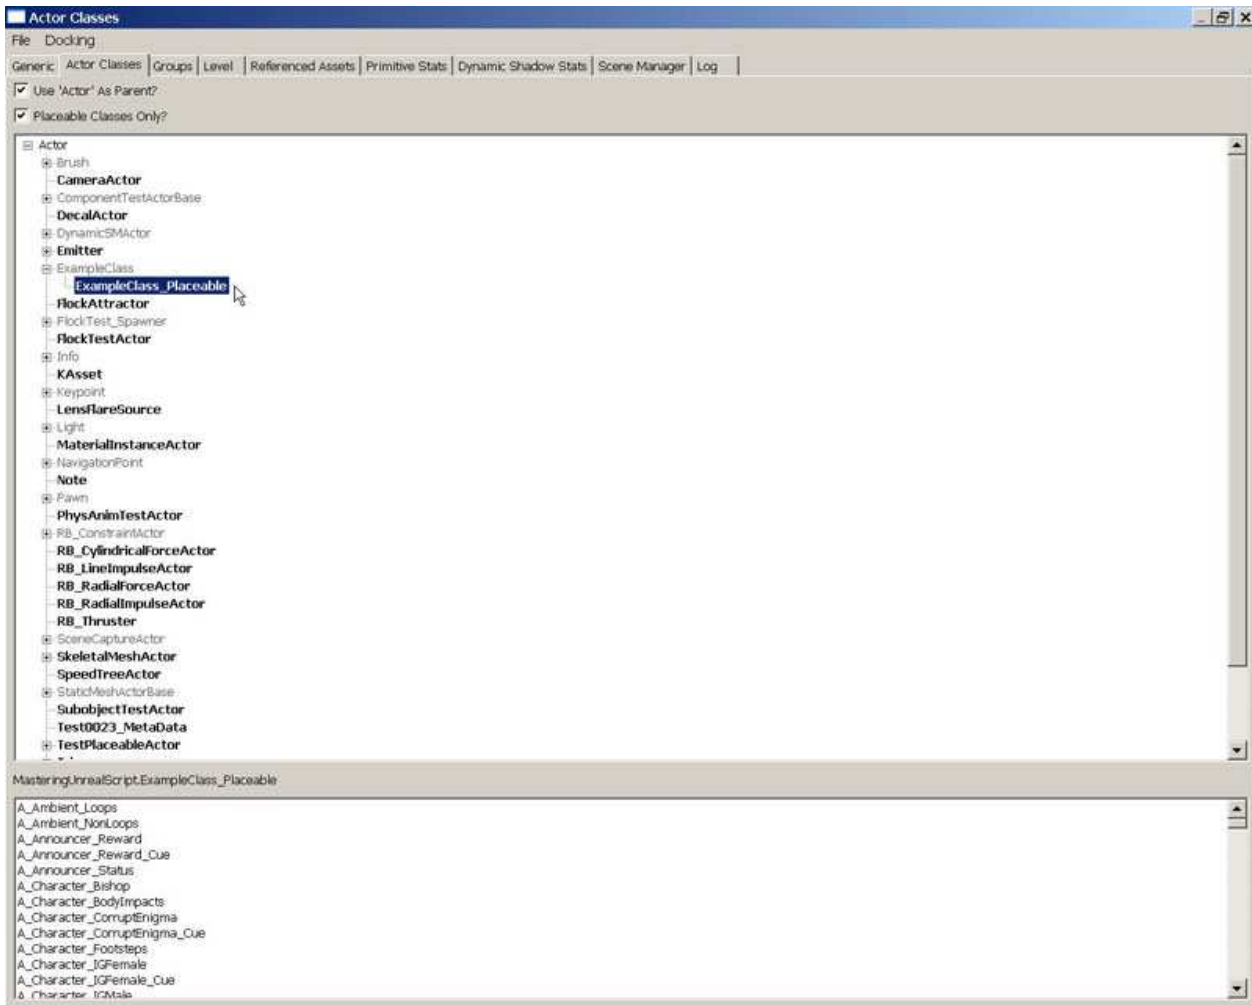 Actor Classes
File Docking
Generic Actor Classes Groups Level Referenced Assets Primitive Stats Dynamic Shadow Stats Scene Manager Log
Use 'Actor' As Parent?
Placeable Classes Only?
Actor
Brush
CameraActor
ComponentTestActorBase
DecalActor
DynamicSMActor
Emitter
ExampleClass
ExampleClass_Placeable
FlockAttractor
FlockTest_Spawner
FlockTestActor
Info
KAsset
Keypoint
LensFlareSource
Light
MaterialInstanceActor
NavigationPoint
Note
Pawn
PhysAnimTestActor
RB_ConstraintActor
RB_CylindricalForceActor
RB_LineImpulseActor
RB_RadialForceActor
RB_RadialImpulseActor
RB_Thruster
SceneCaptureActor
SkeletalMeshActor
SpeedTreeActor
StaticMeshActorBase
SubobjectTestActor
Test0023_MetaData
TestPlaceableActor
MasteringUnrealScript.ExampleClass_Placeable
A_Ambient_Loops
A_Ambient_NonLoops
A_Announcer_Reward
A_Announcer_Reward_Cue
A_Announcer_Status
A_Character_Bishop
A_Character_BodyImpacts
A_Character_CorruptEnigma
A_Character_CorruptEnigma_Cue
A_Character_Footsteps
A_Character_IGFemale
A_Character_IGFemale_Cue
A_Character_IGMale